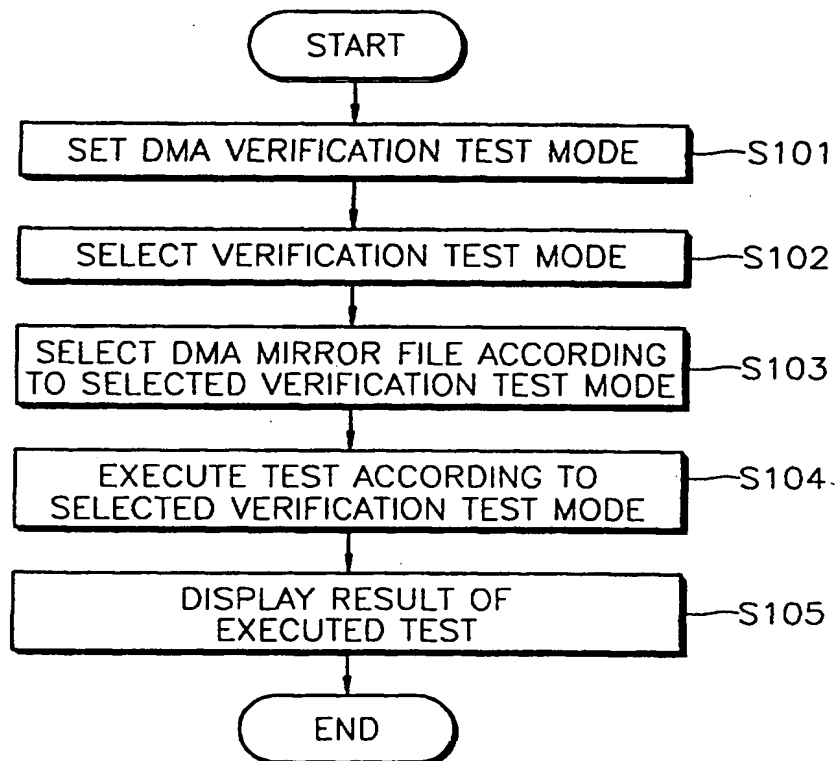 START
SET DMA VERIFICATION TEST MODE
S101
SELECT VERIFICATION TEST MODE
S102
SELECT DMA MIRROR FILE ACCORDING
TO SELECTED VERIFICATION TEST MODE
S103
EXECUTE TEST ACCORDING TO
SELECTED VERIFICATION TEST MODE
S104
DISPLAY RESULT OF
EXECUTED TEST
S105
END